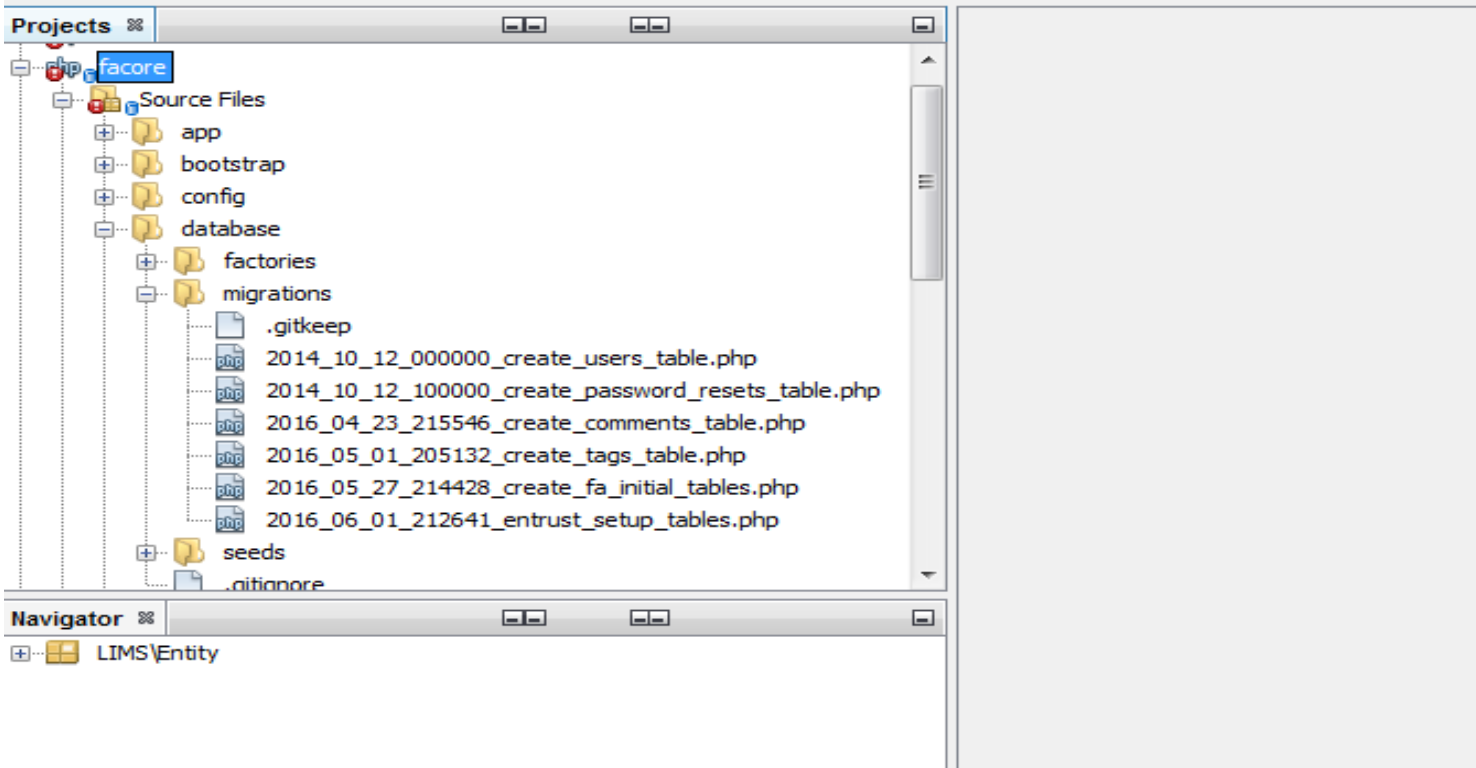 Projects
facore
Source Files
app
bootstrap
config
database
factories
migrations
.gitkeep
2014_10_12_000000_create_users_table.php
2014_10_12_100000_create_password_resets_table.php
2016_04_23_215546_create_comments_table.php
2016_05_01_205132_create_tags_table.php
2016_05_27_214428_create_fa_initial_tables.php
2016_06_01_212641_entrust_setup_tables.php
seeds
.gitignore
Navigator
LIMS\Entity